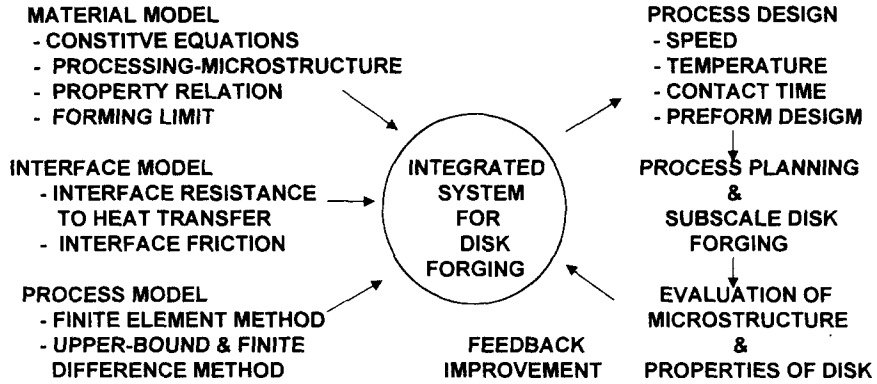 MATERIAL MODEL
- CONSTITVE EQUATIONS
- PROCESSING-MICROSTRUCTURE
- PROPERTY RELATION
- FORMING LIMIT
INTERFACE MODEL
- INTERFACE RESISTANCE
TO HEAT TRANSFER
- INTERFACE FRICTION
PROCESS MODEL
- FINITE ELEMENT METHOD
- UPPER-BOUND & FINITE
DIFFERENCE METHOD
INTEGRATED
SYSTEM
FOR
DISK
FORGING
FEEDBACK
IMPROVEMENT
PROCESS DESIGN
- SPEED
- TEMPERATURE
- CONTACT TIME
- PREFORM DESIGM
PROCESS PLANNING
&
SUBSCALE DISK
FORGING
EVALUATION OF
MICROSTRUCTURE
&
PROPERTIES OF DISK